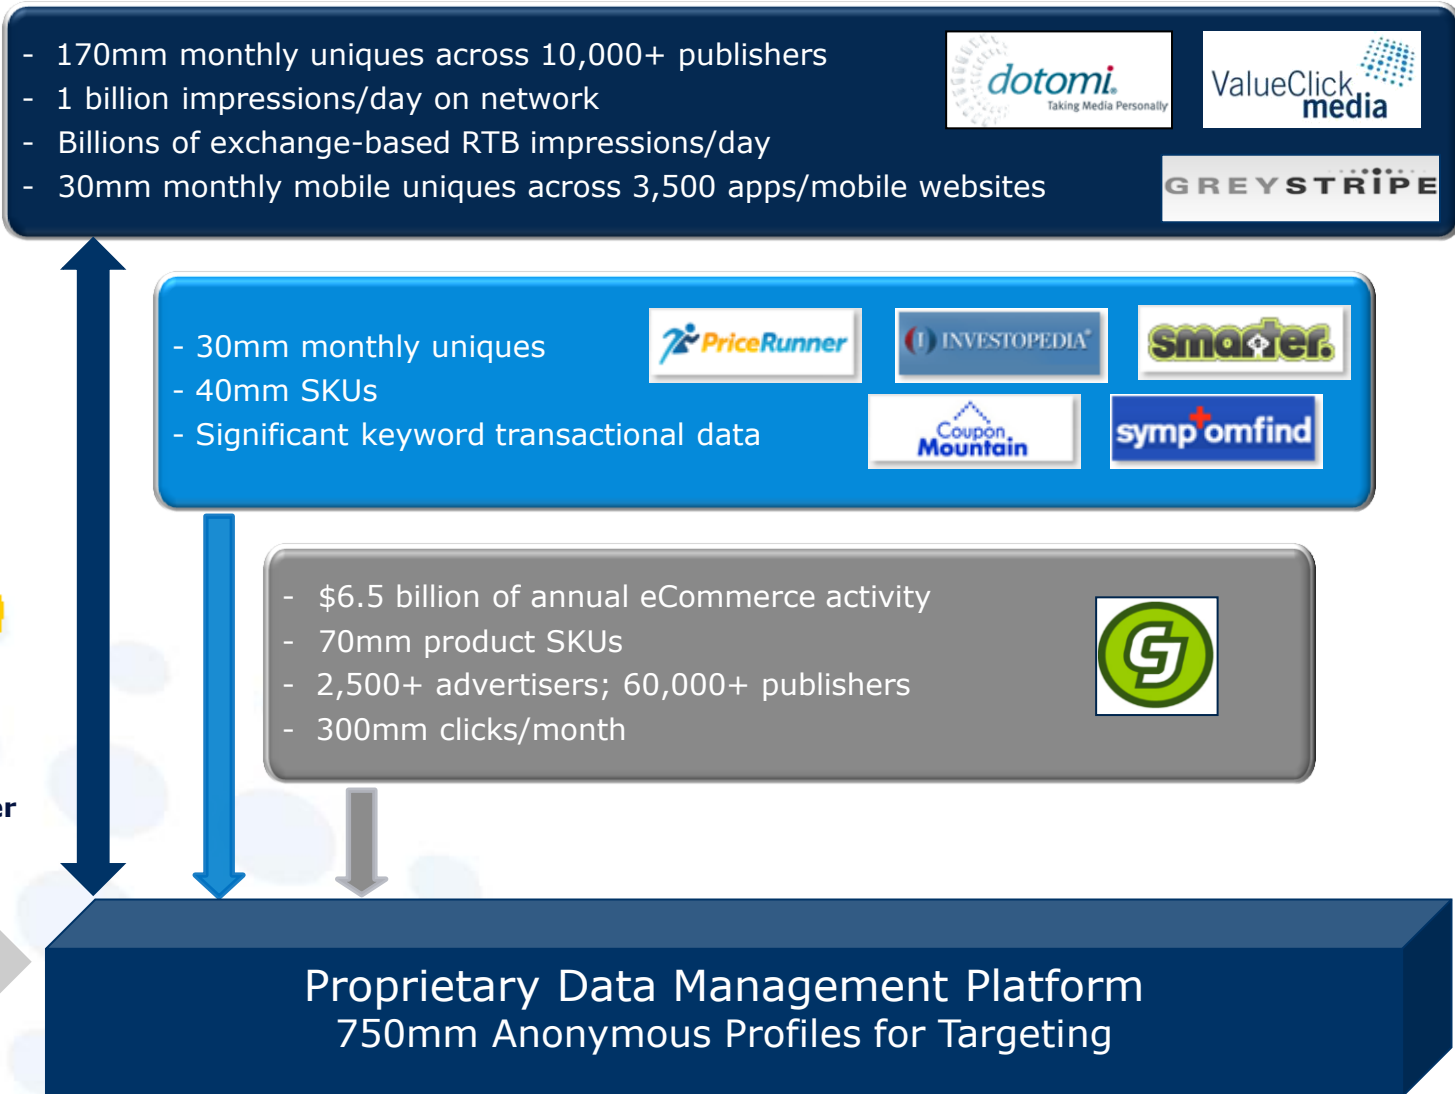 - 170mm monthly uniques across 10,000+ publishers
- 1 billion impressions/day on network
- Billions of exchange-based RTB impressions/day
- 30mm monthly mobile uniques across 3,500 apps/mobile websites
dotomi.
Taking Media Personally
ValueClick
media
GREYSTRIPE
- 30mm monthly uniques
- 40mm SKUs
- Significant keyword transactional data
PriceRunner
INVESTOPEDIA®
smarter.
Coupon
Mountain
symptomfind
- $6.5 billion of annual eCommerce activity
- 70mm product SKUs
- 2,500+ advertisers; 60,000+ publishers
- 300mm clicks/month
CJ
er
Proprietary Data Management Platform
750mm Anonymous Profiles for Targeting